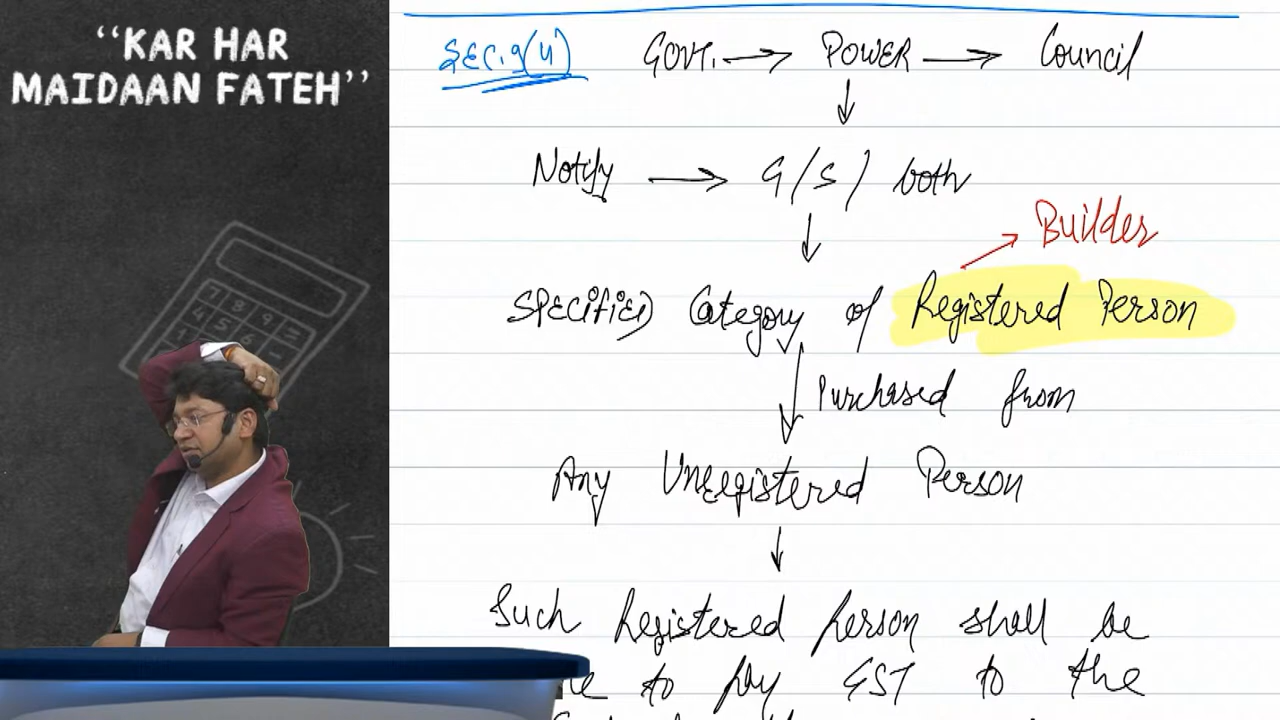 “KAR HAR
MAIDAAN FATEH”
SEC.9(4) GOVT. → POWER → Council
Notify → G/S/ both
Builder
Specified Category of Registered Person
Purchased from
Any Unregistered Person
Such Registered person shall be
to pay GST to the